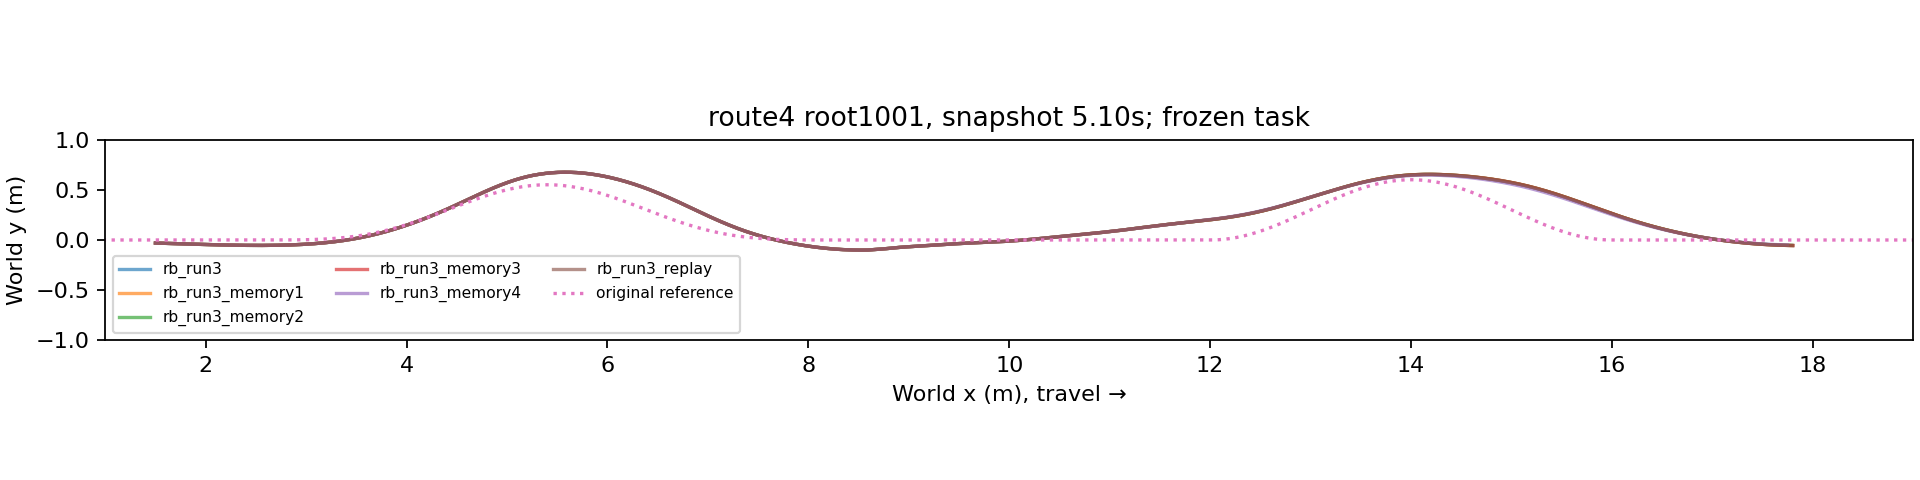 route4 root1001, snapshot 5.10s; frozen task
World y (m)
1.0
0.5
0.0
−0.5
−1.0
rb_run3
rb_run3_memory1
rb_run3_memory2
rb_run3_memory3
rb_run3_memory4
rb_run3_replay
original reference
2 4 6 8 10 12 14 16 18
World x (m), travel →